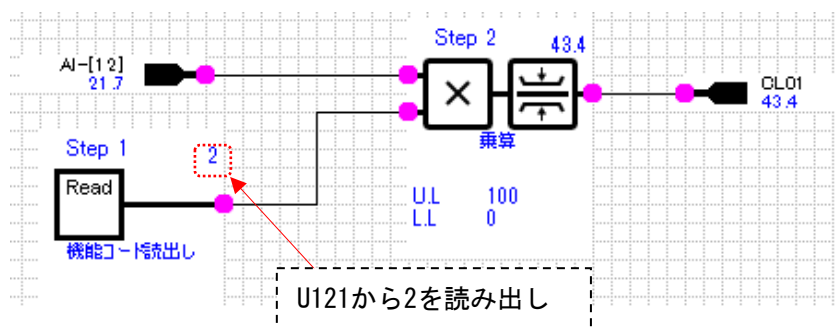 Step 2
43.4
AI-[12]
21.7
×
CLO1
43.4
乗算
Step 1
2
Read
U.L 100
L.L 0
機能コード読出し
U121から2を読み出し